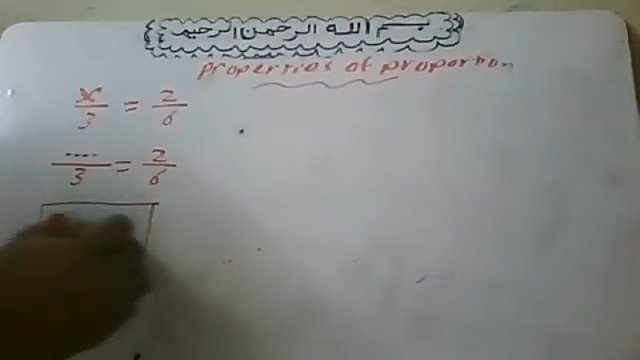 بسم الله الرحمن الرحيم
Properties of proportion
x/3 = 2/6
..../3 = 2/6